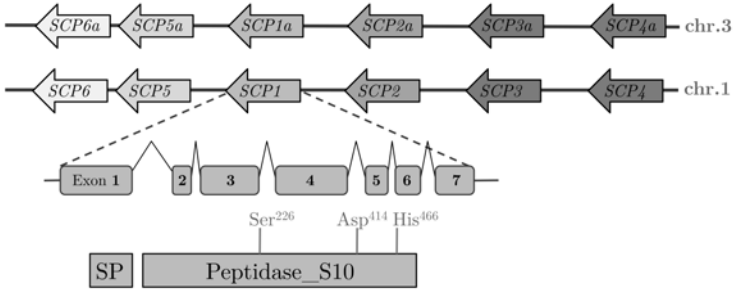 SCP6a SCP5a SCP1a SCP2a SCP3a SCP4a chr.3
SCP6 SCP5 SCP1 SCP2 SCP3 SCP4 chr.1
Exon 1 2 3 4 5 6 7
Ser²²⁶ Asp⁴¹⁴ His⁴⁶⁶
SP Peptidase_S10